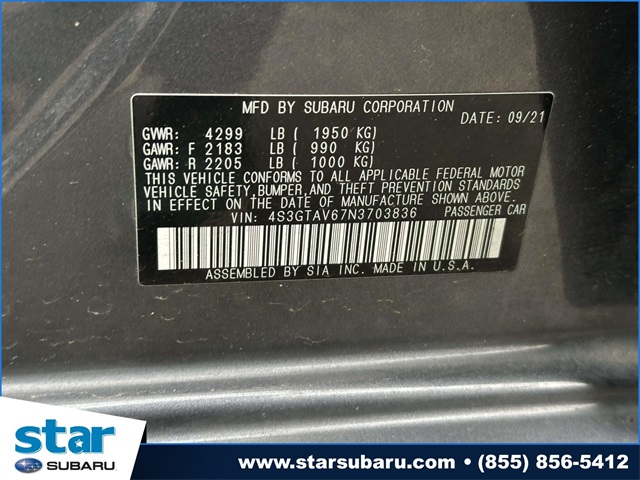 MFD BY SUBARU CORPORATION
DATE: 09/21
GVWR: 4299 LB ( 1950 KG)
GAWR: F 2183 LB ( 990 KG)
GAWR: R 2205 LB ( 1000 KG)
THIS VEHICLE CONFORMS TO ALL APPLICABLE FEDERAL MOTOR
VEHICLE SAFETY, BUMPER, AND THEFT PREVENTION STANDARDS
IN EFFECT ON THE DATE OF MANUFACTURE SHOWN ABOVE.
VIN: 4S3GTAV67N3703836 PASSENGER CAR
ASSEMBLED BY SIA INC. MADE IN U.S.A.
star
SUBARU
www.starsubaru.com - (855) 856-5412